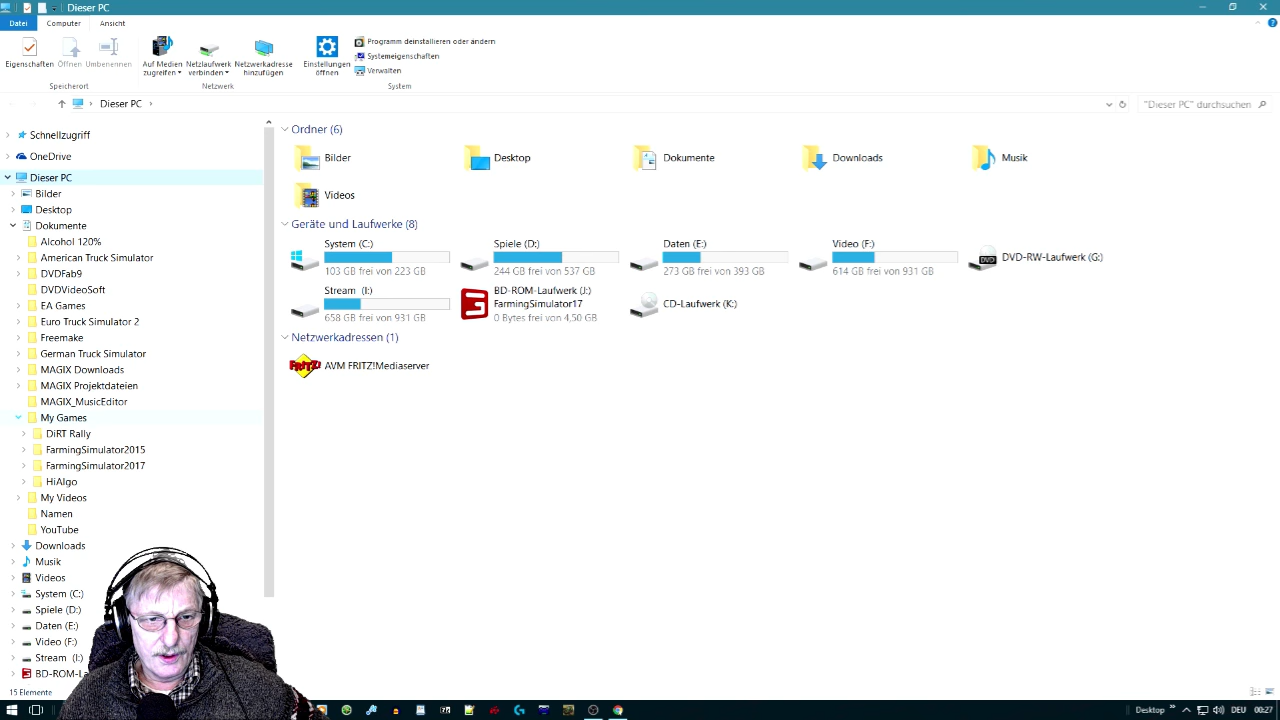 Dieser PC
Datei
Computer
Ansicht
Eigenschaften
Öffnen
Umbenennen
Speicherort
Auf Medien
zugreifen
Netzlaufwerk
verbinden
Netzwerkadresse
hinzufügen
Netzwerk
Einstellungen
öffnen
Programm deinstallieren oder ändern
Systemeigenschaften
Verwalten
System
Dieser PC
"Dieser PC" durchsuchen
Schnellzugriff
OneDrive
Dieser PC
Bilder
Desktop
Dokumente
Alcohol 120%
American Truck Simulator
DVDFab9
DVDVideoSoft
EA Games
Euro Truck Simulator 2
Freemake
German Truck Simulator
MAGIX Downloads
MAGIX Projektdateien
MAGIX_MusicEditor
My Games
DiRT Rally
FarmingSimulator2015
FarmingSimulator2017
HiAlgo
My Videos
Namen
YouTube
Downloads
Musik
Videos
System (C:)
Spiele (D:)
Daten (E:)
Video (F:)
Stream (I:)
BD-ROM-La
15 Elemente
Ordner (6)
Bilder
Desktop
Dokumente
Downloads
Musik
Videos
Geräte und Laufwerke (8)
System (C:)
103 GB frei von 223 GB
Spiele (D:)
244 GB frei von 537 GB
Daten (E:)
273 GB frei von 393 GB
Video (F:)
614 GB frei von 931 GB
DVD
DVD-RW-Laufwerk (G:)
Stream (I:)
658 GB frei von 931 GB
BD-ROM-Laufwerk (J:)
FarmingSimulator17
0 Bytes frei von 4,50 GB
CD-Laufwerk (K:)
Netzwerkadressen (1)
FRITZ!
AVM FRITZ!Mediaserver
Desktop
DEU
00:27